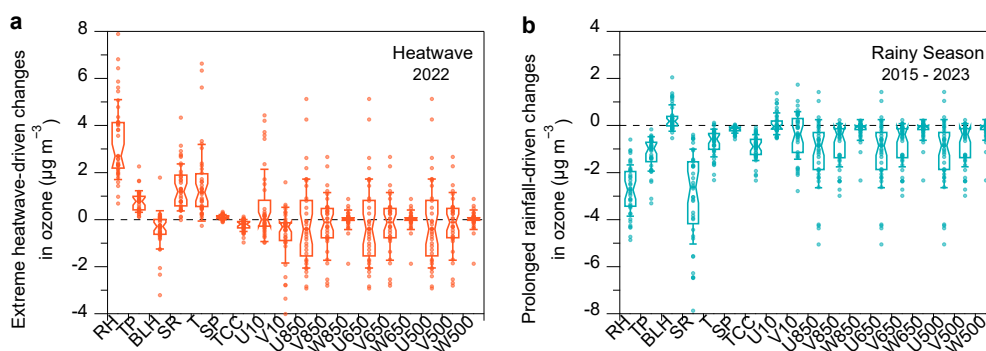 a
Extreme heatwave-driven changes
in ozone (µg m⁻³)
8
6
4
2
0
-2
-4
Heatwave
2022
RH TP BLH SR T SP TCC U10 V10 U850 V850 W850 U650 V650 W650 U500 V500 W500
b
Prolonged rainfall-driven changes
in ozone (µg m⁻³)
4
2
0
-2
-4
-6
-8
Rainy Season
2015 - 2023
RH TP BLH SR T SP TCC U10 V10 U850 V850 W850 U650 V650 W650 U500 V500 W500